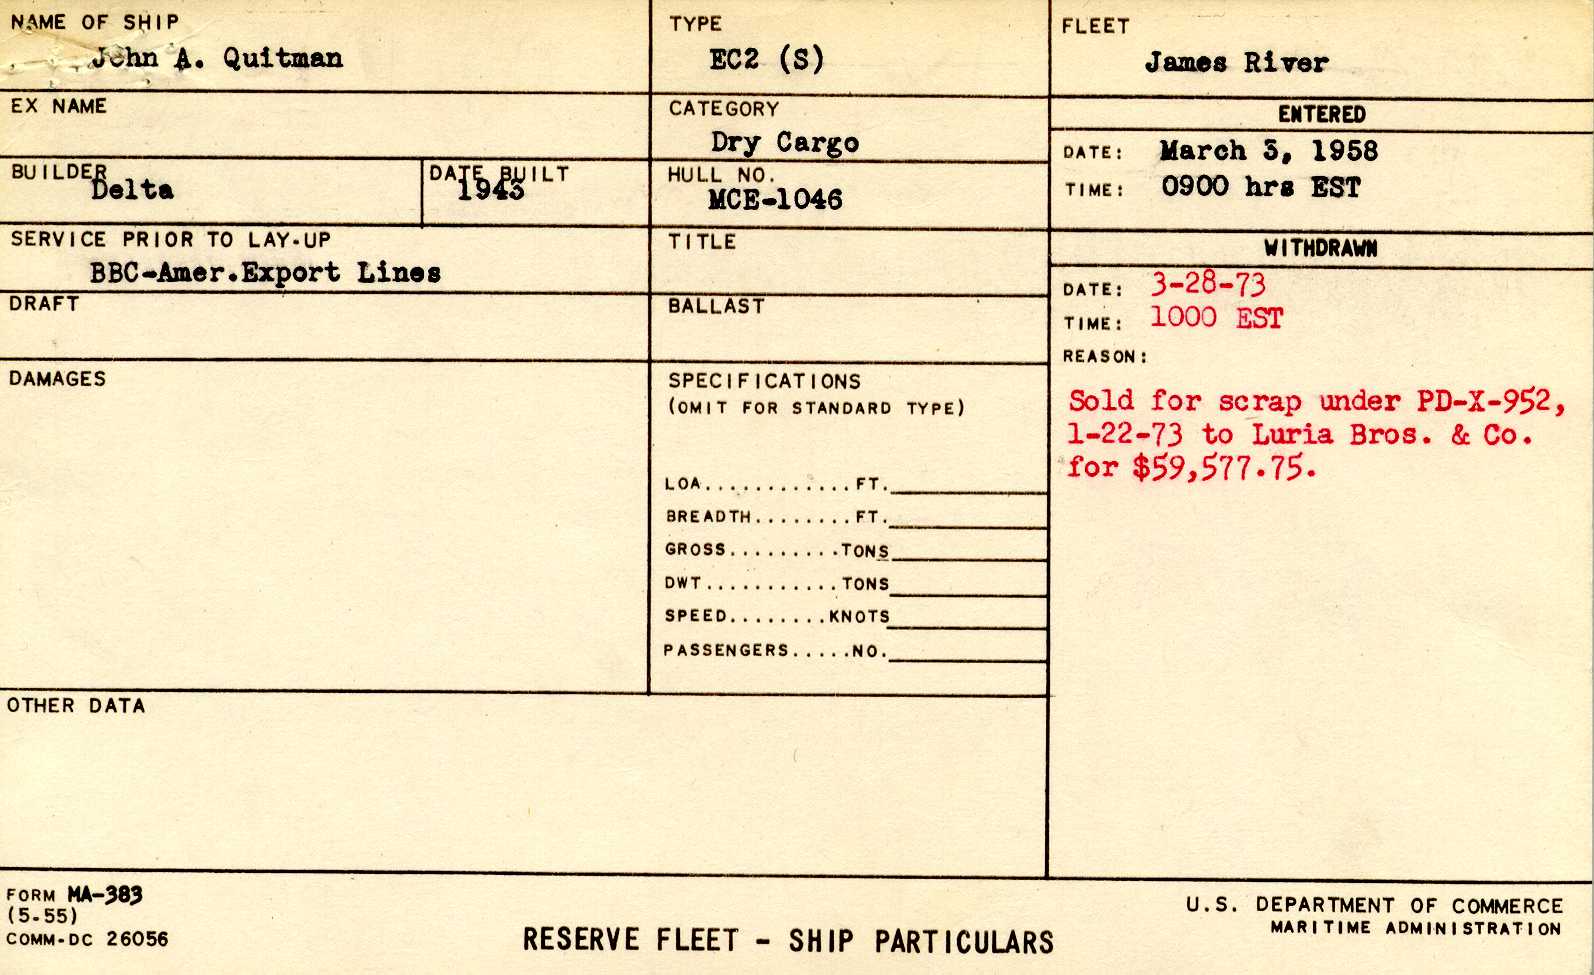 NAME OF SHIP
John A. Quitman
EX NAME
BUILDER
Delta
DATE BUILT
1943
SERVICE PRIOR TO LAY-UP
BBC-Amer.Export Lines
DRAFT
DAMAGES
TYPE
EC2 (S)
CATEGORY
Dry Cargo
HULL NO.
MCE-1046
TITLE
BALLAST
SPECIFICATIONS
(OMIT FOR STANDARD TYPE)
LOA............FT.
BREADTH........FT.
GROSS.........TONS
DWT...........TONS
SPEED........KNOTS
PASSENGERS.....NO.
FLEET
James River
ENTERED
DATE: March 3, 1958
TIME: 0900 hrs EST
WITHDRAWN
DATE: 3-28-73
TIME: 1000 EST
REASON:
Sold for scrap under PD-X-952,
1-22-73 to Luria Bros. & Co.
for $59,577.75.
OTHER DATA
FORM MA-383
(5-55)
COMM-DC 26056
RESERVE FLEET - SHIP PARTICULARS
U.S. DEPARTMENT OF COMMERCE
MARITIME ADMINISTRATION